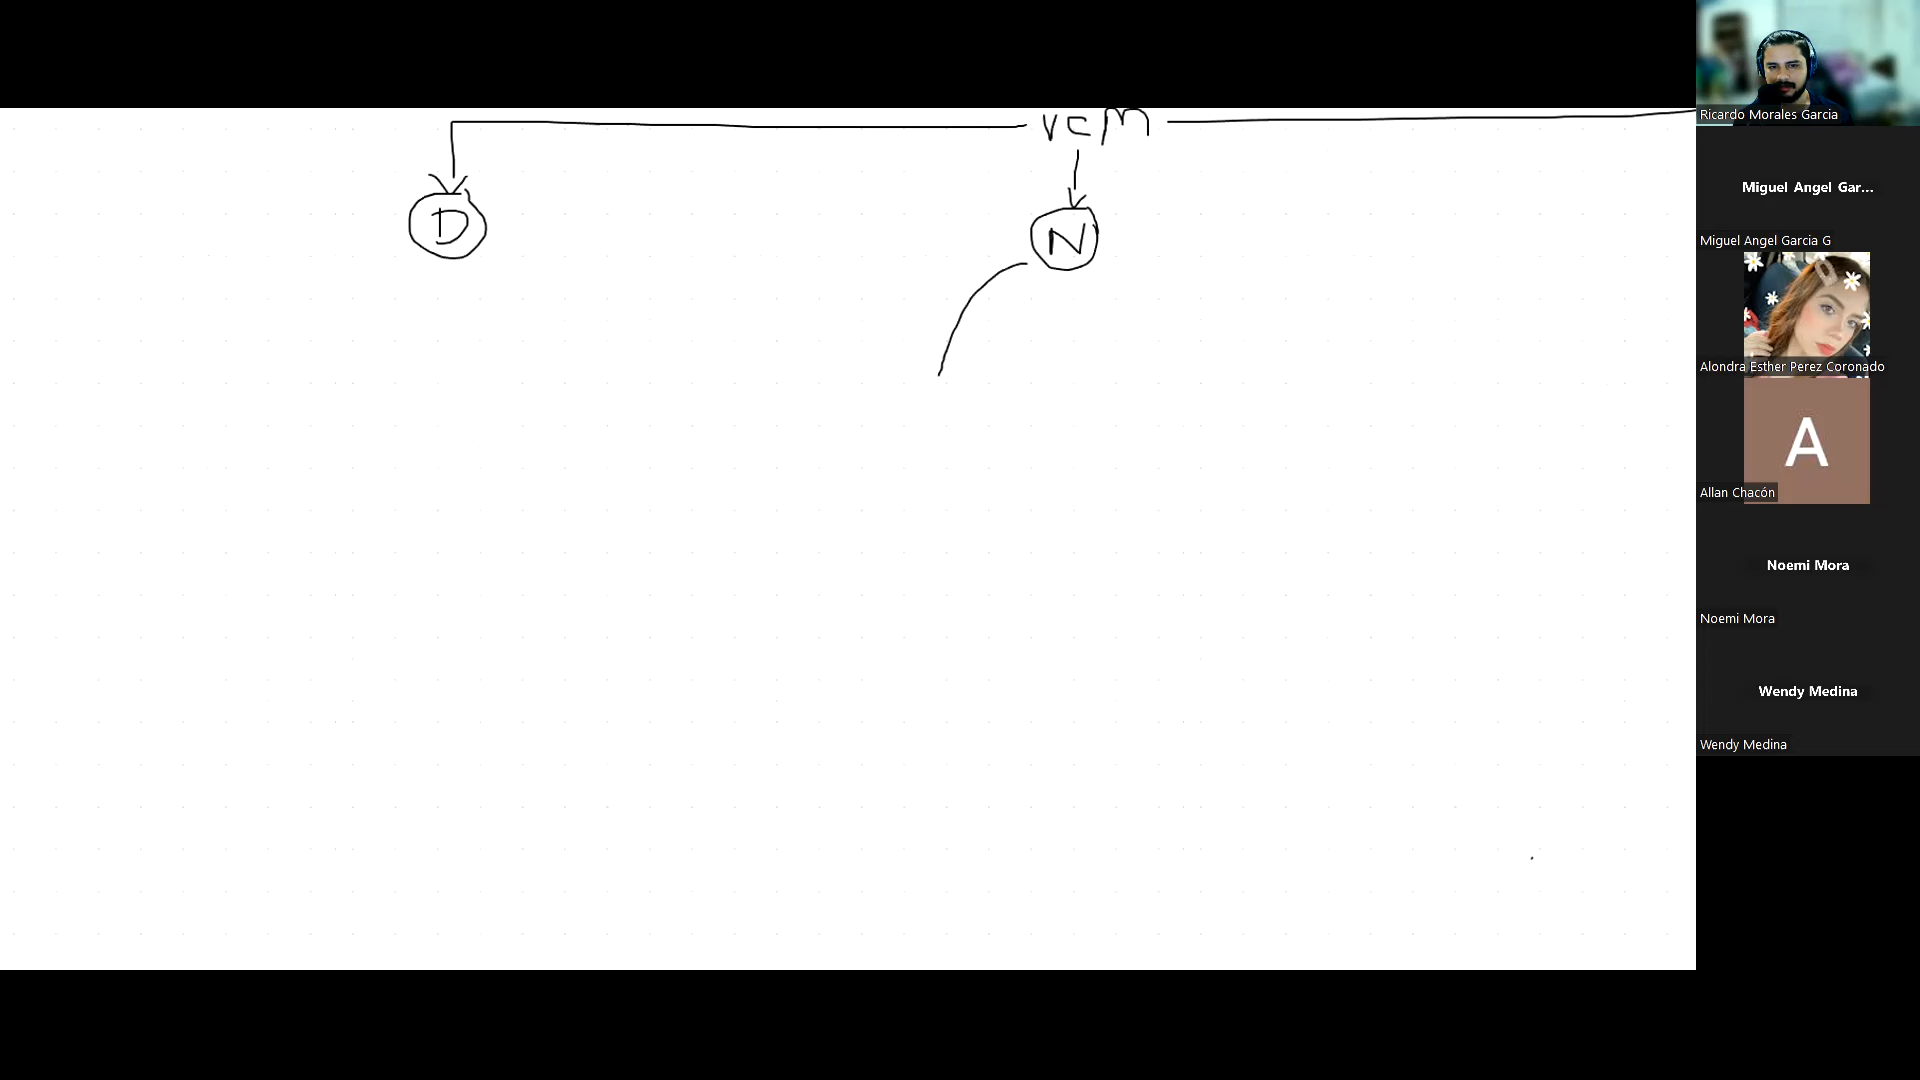 vcm
D
N
Ricardo Morales Garcia
Miguel Angel Gar...
Miguel Angel Garcia G
Alondra Esther Perez Coronado
A
Allan Chacón
Noemi Mora
Noemi Mora
Wendy Medina
Wendy Medina